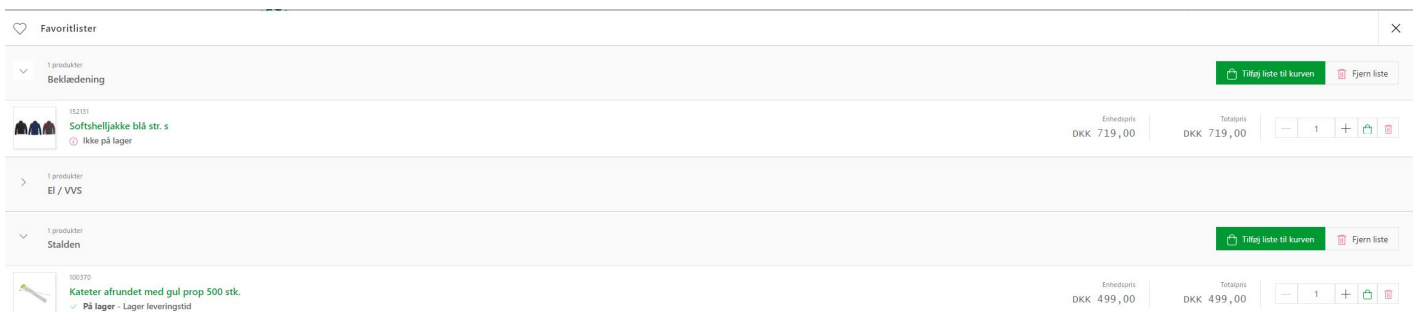 Favoritlister
1 produkter
Beklædening
Tilføj liste til kurven
Fjern liste
152131
Softshelljakke blå str. s
Ikke på lager
Enhedspris
DKK 719,00
Totalpris
DKK 719,00
1
1 produkter
El / VVS
1 produkter
Stalden
Tilføj liste til kurven
Fjern liste
100370
Kateter afrundet med gul prop 500 stk.
På lager - Lager leveringstid
Enhedspris
DKK 499,00
Totalpris
DKK 499,00
1